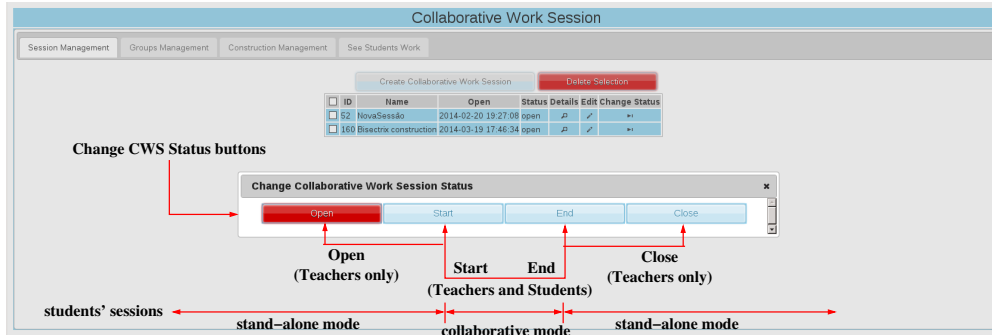 Collaborative Work Session
Session Management Groups Management Construction Management See Students Work
Create Collaborative Work Session Delete Selection
ID Name Open Status Details Edit Change Status
52 NovaSessão 2014-02-20 19:27:08 open
160 Bisectrix construction 2014-03-19 17:46:34 open
Change CWS Status buttons
Change Collaborative Work Session Status
Open Start End Close
Open Close
(Teachers only) Start End (Teachers only)
(Teachers and Students)
students' sessions
stand-alone mode collaborative mode stand-alone mode